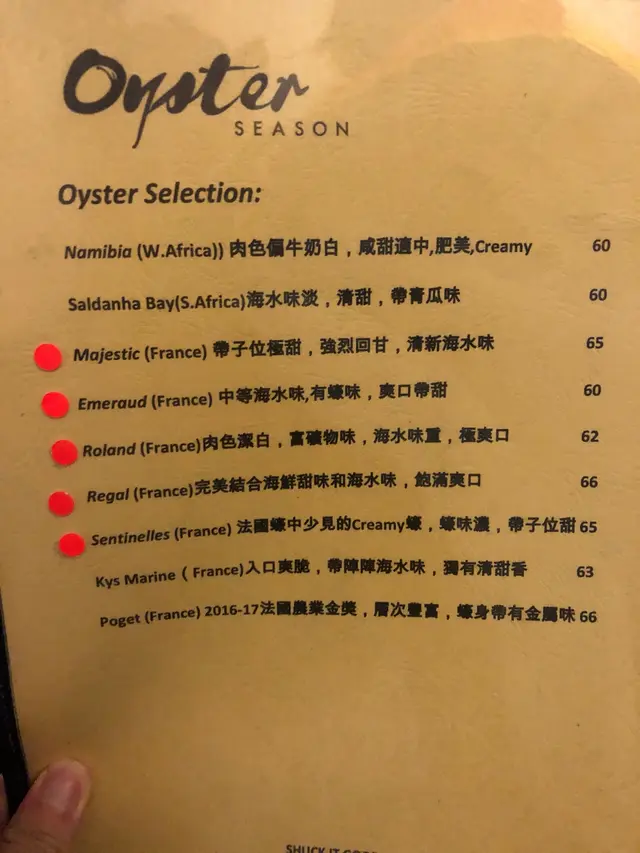 Oyster
SEASON
Oyster Selection:
Namibia (W.Africa)) 肉色偏牛奶白，咸甜適中,肥美,Creamy 60
Saldanha Bay(S.Africa)海水味淡，清甜，帶青瓜味 60
Majestic (France) 帶子位極甜，強烈回甘，清新海水味 65
Emeraud (France) 中等海水味,有蠔味，爽口帶甜 60
Roland (France)肉色潔白，富礦物味，海水味重，極爽口 62
Regal (France)完美結合海鮮甜味和海水味，飽滿爽口 66
Sentinelles (France) 法國蠔中少見的Creamy蠔，蠔味濃，帶子位甜 65
Kys Marine ( France)入口爽脆，帶陣陣海水味，獨有清甜香 63
Poget (France) 2016-17法國農業金獎，層次豐富，蠔身帶有金屬味 66
SHUCK IT